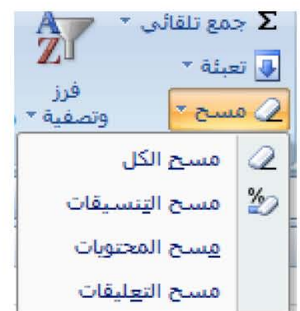 Σ جمع تلقائي
تعبئة
مسح
فرز
وتصفية
مسح الكل
مسح التنسيقات
مسح المحتويات
مسح التعليقات